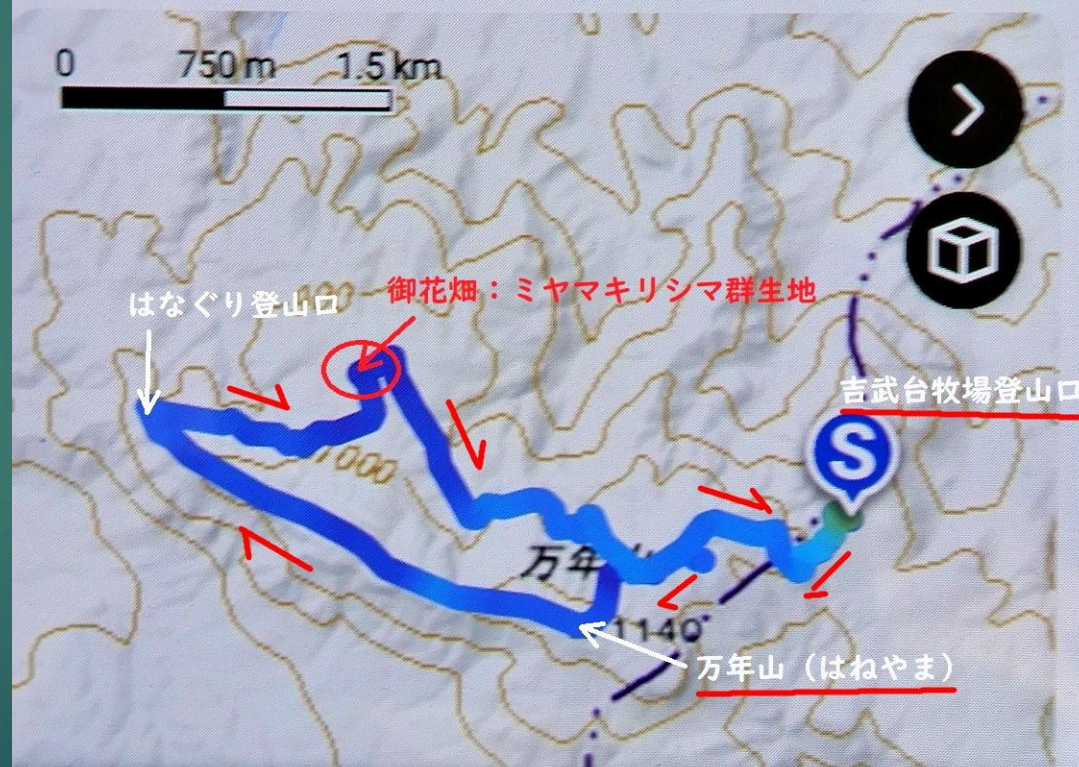 0 750 m 1.5 km
御花畑：ミヤマキリシマ群生地
はなぐり登山口
吉武台牧場登山口
S
1000
万年
1140
万年山（はねやま）